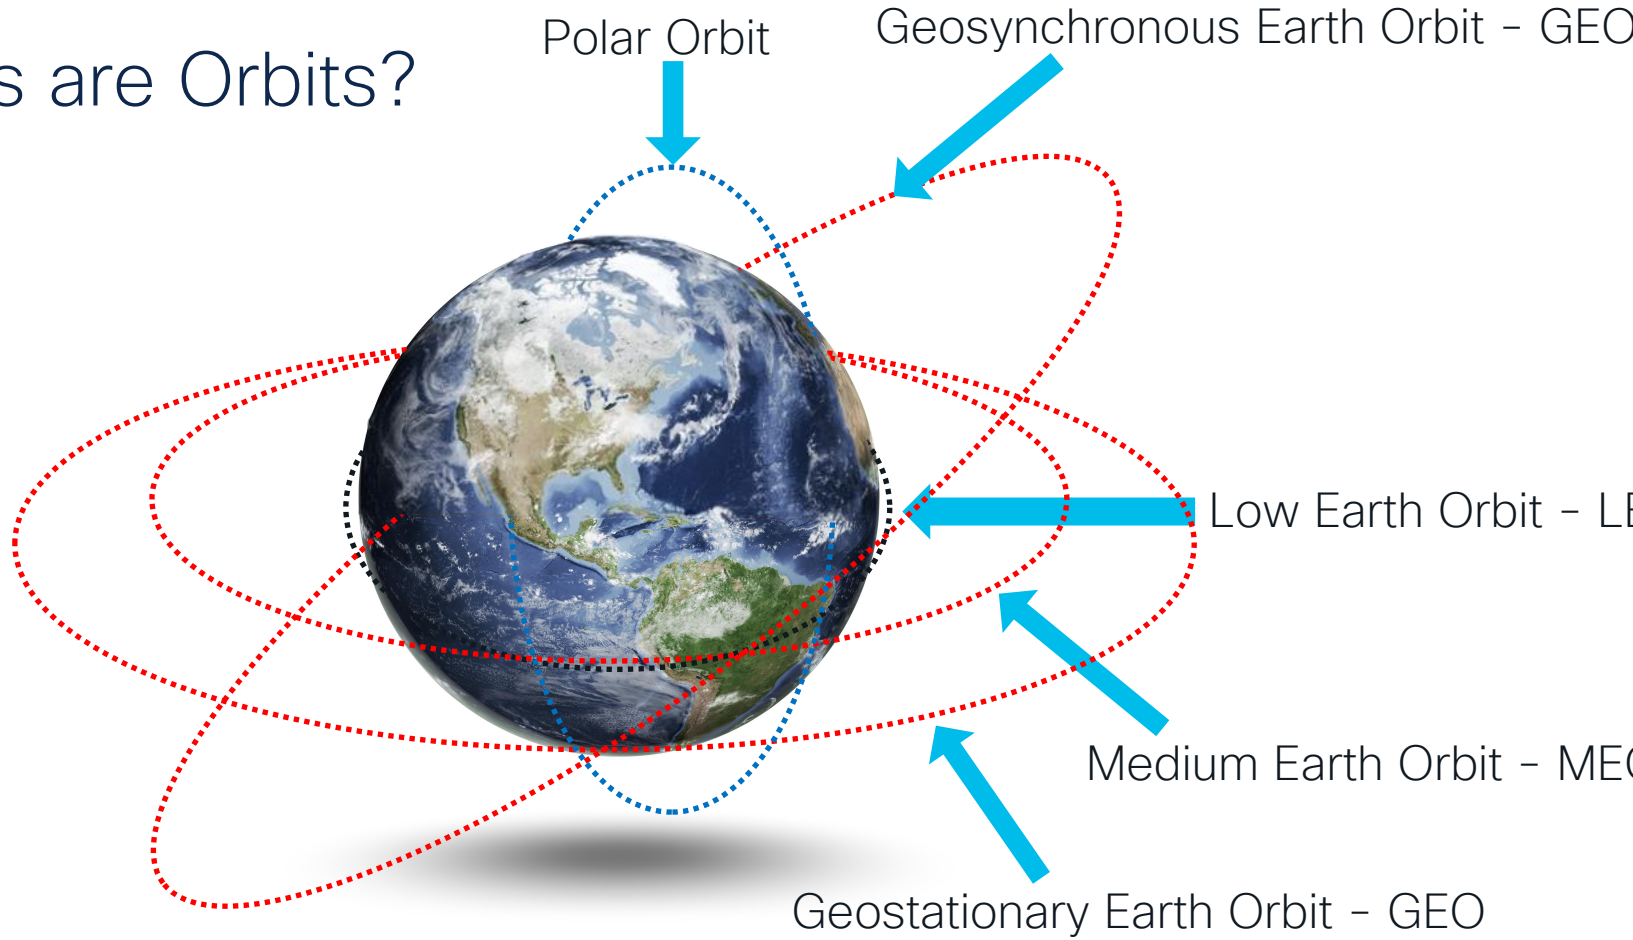 s are Orbits?
Polar Orbit
Geosynchronous Earth Orbit - GEO
Low Earth Orbit - LE
Medium Earth Orbit - MEO
Geostationary Earth Orbit - GEO